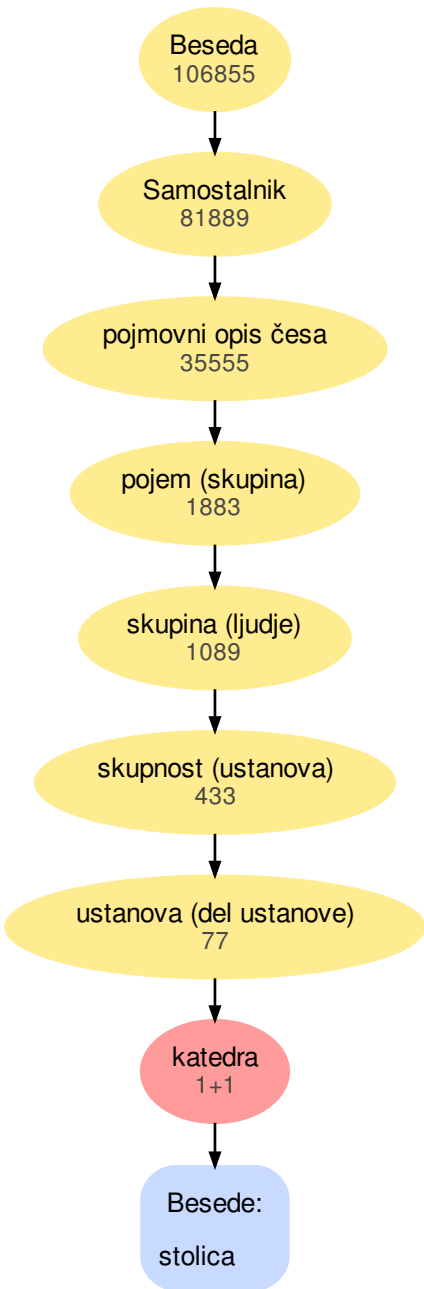 Beseda
106855
Samostalnik
81889
pojmovni opis česa
35555
pojem (skupina)
1883
skupina (ljudje)
1089
skupnost (ustanova)
433
ustanova (del ustanove)
77
katedra
1+1
Besede:
stolica